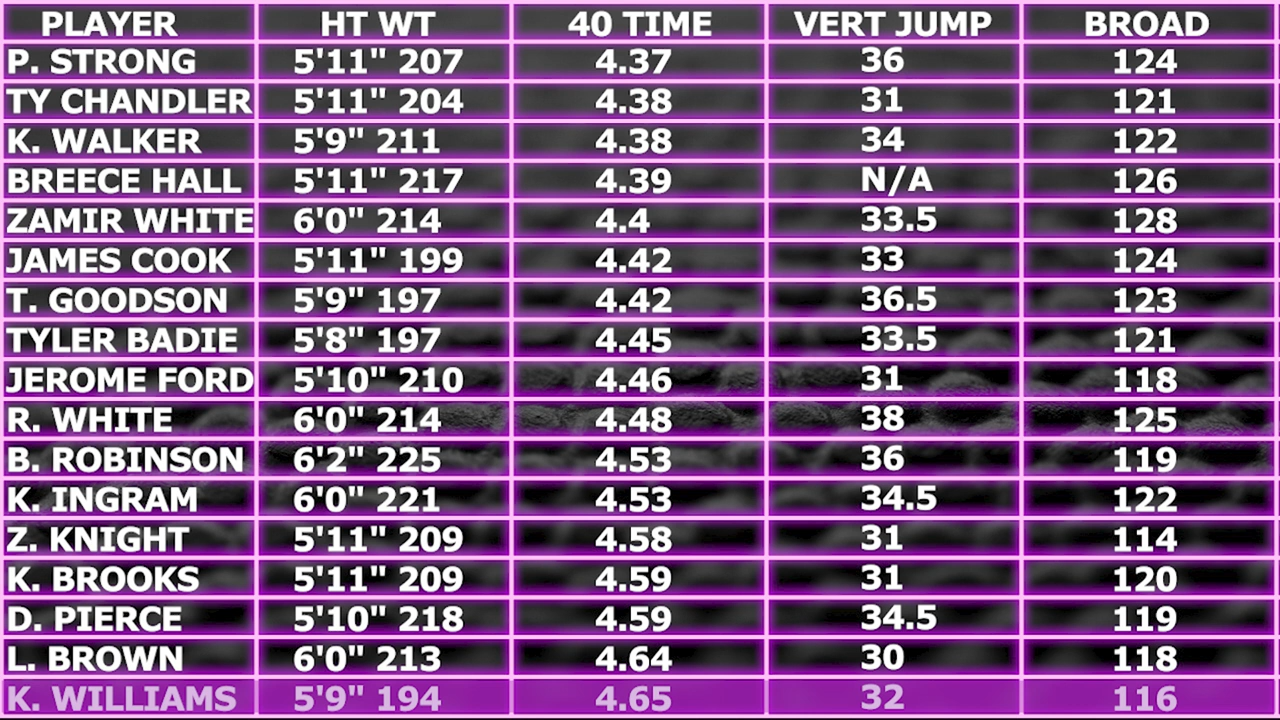 PLAYER HT WT 40 TIME VERT JUMP BROAD
P. STRONG 5'11" 207 4.37 36 124
TY CHANDLER 5'11" 204 4.38 31 121
K. WALKER 5'9" 211 4.38 34 122
BREECE HALL 5'11" 217 4.39 N/A 126
ZAMIR WHITE 6'0" 214 4.4 33.5 128
JAMES COOK 5'11" 199 4.42 33 124
T. GOODSON 5'9" 197 4.42 36.5 123
TYLER BADIE 5'8" 197 4.45 33.5 121
JEROME FORD 5'10" 210 4.46 31 118
R. WHITE 6'0" 214 4.48 38 125
B. ROBINSON 6'2" 225 4.53 36 119
K. INGRAM 6'0" 221 4.53 34.5 122
Z. KNIGHT 5'11" 209 4.58 31 114
K. BROOKS 5'11" 209 4.59 31 120
D. PIERCE 5'10" 218 4.59 34.5 119
L. BROWN 6'0" 213 4.64 30 118
K. WILLIAMS 5'9" 194 4.65 32 116